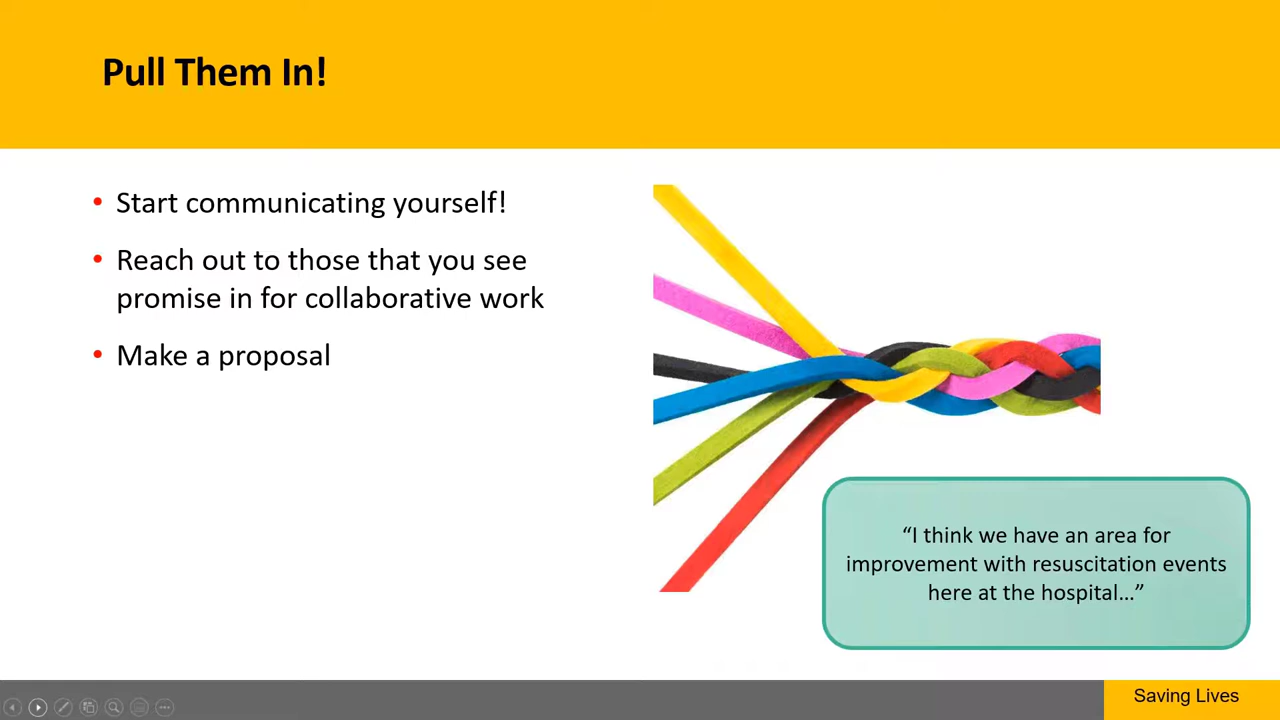 Pull Them In!
• Start communicating yourself!
• Reach out to those that you see
promise in for collaborative work
• Make a proposal
“I think we have an area for
improvement with resuscitation events
here at the hospital…”
Saving Lives